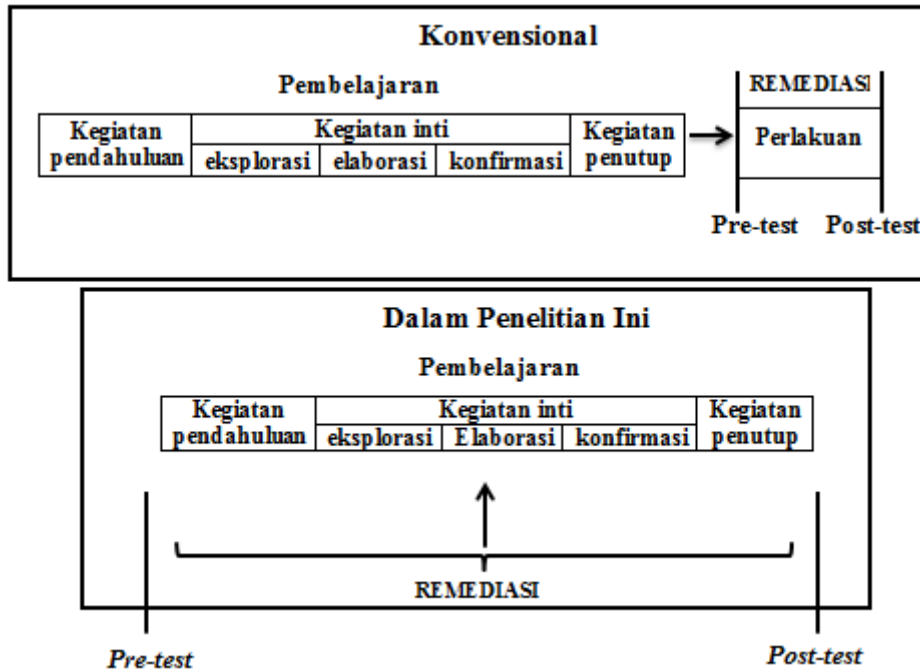 Konvensional
Pembelajaran
Kegiatan
pendahuluan
Kegiatan inti
eksplorasi elaborasi konfirmasi
Kegiatan
penutup
REMEDIASI
Perlakuan
Pre-test Post-test
Dalam Penelitian Ini
Pembelajaran
Kegiatan
pendahuluan
Kegiatan inti
eksplorasi Elaborasi konfirmasi
Kegiatan
penutup
REMEDIASI
Pre-test Post-test